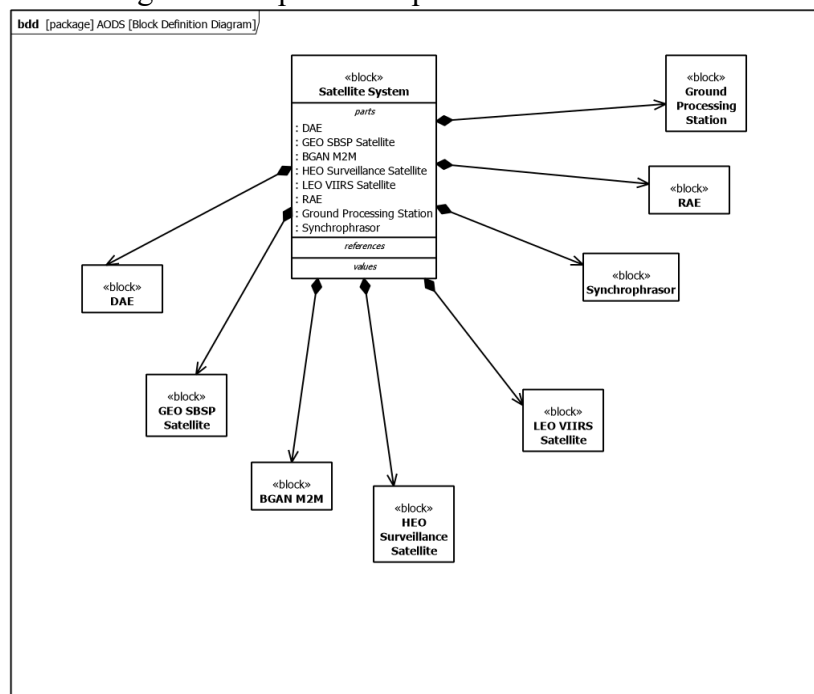 bdd [package] AODS [Block Definition Diagram]
«block»
Satellite System
parts
: DAE
: GEO SBSP Satellite
: BGAN M2M
: HEO Surveillance Satellite
: LEO VIIRS Satellite
: RAE
: Ground Processing Station
: Synchrophrasor
references
values
«block»
Ground
Processing
Station
«block»
RAE
«block»
Synchrophrasor
«block»
DAE
«block»
GEO SBSP
Satellite
«block»
LEO VIIRS
Satellite
«block»
BGAN M2M
«block»
HEO
Surveillance
Satellite